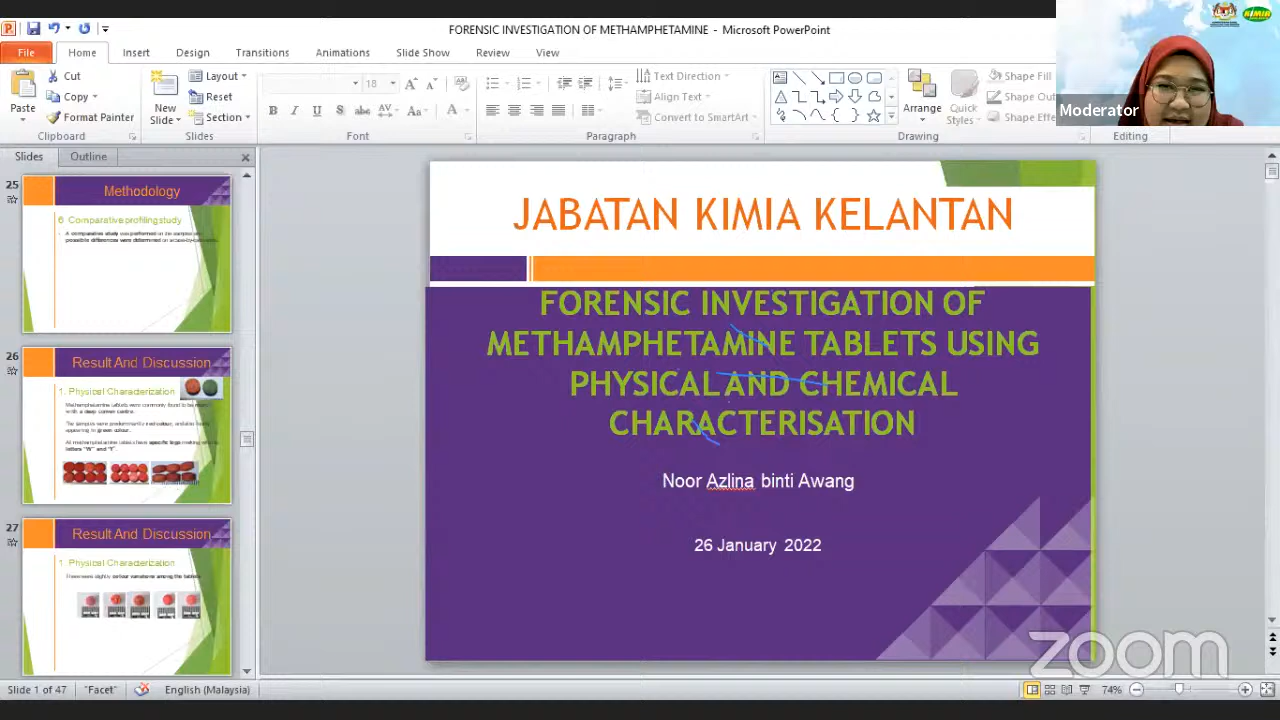 FORENSIC INVESTIGATION OF METHAMPHETAMINE - Microsoft PowerPoint
KIMIA
File Home Insert Design Transitions Animations Slide Show Review View
Paste
Cut
Copy
Format Painter
Clipboard
New Slide
Layout
Reset
Section
Slides
18
Font
Text Direction
Align Text
Convert to SmartArt
Paragraph
Arrange
Quick Styles
Shape Fill
Shape Effe
Drawing
Editing
Moderator
Slides Outline
25
Methodology
6 Comparative profiling study
26
Result And Discussion
1. Physical Characterization
27
Result And Discussion
1 Physical Characterization
JABATAN KIMIA KELANTAN
FORENSIC INVESTIGATION OF
METHAMPHETAMINE TABLETS USING
PHYSICAL AND CHEMICAL
CHARACTERISATION
Noor Azlina binti Awang
26 January 2022
zoom
Slide 1 of 47 "Facet" English (Malaysia) 74%